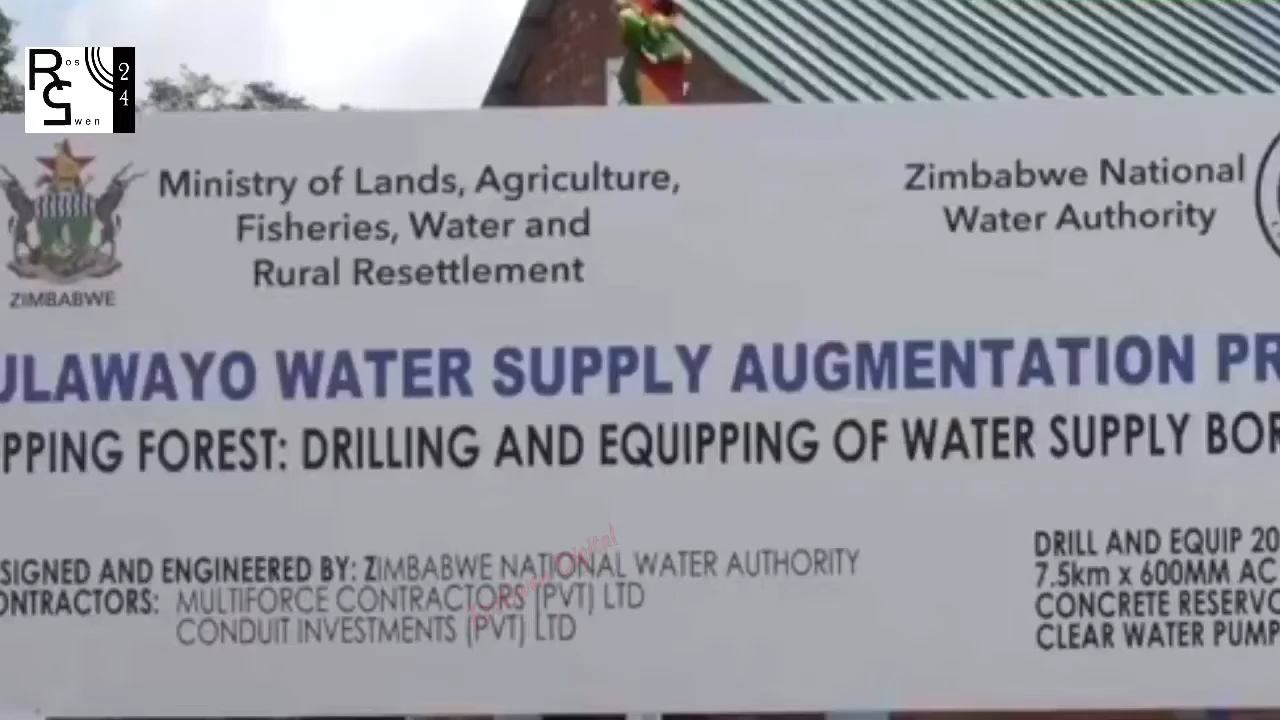 Ros
Swen
24
Ministry of Lands, Agriculture,
Fisheries, Water and
Rural Resettlement
ZIMBABWE
Zimbabwe National
Water Authority
ULAWAYO WATER SUPPLY AUGMENTATION PR
PPING FOREST: DRILLING AND EQUIPPING OF WATER SUPPLY BOR
SIGNED AND ENGINEERED BY: ZIMBABWE NATIONAL WATER AUTHORITY
ONTRACTORS: MULTIFORCE CONTRACTORS (PVT) LTD
CONDUIT INVESTMENTS (PVT) LTD
DRILL AND EQUIP 20
7.5km x 600MM AC
CONCRETE RESERVO
CLEAR WATER PUMP